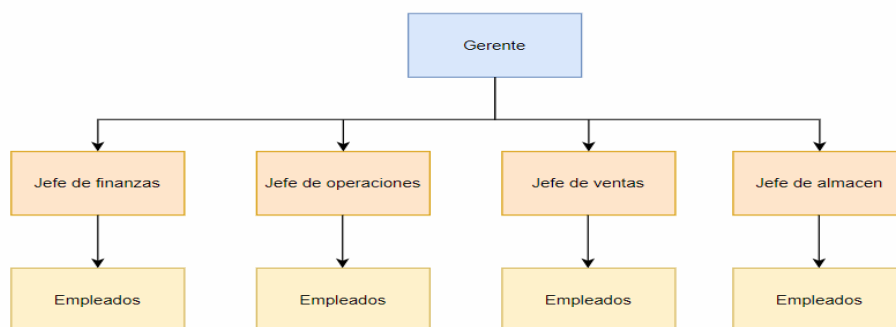 Gerente
Jefe de finanzas
Jefe de operaciones
Jefe de ventas
Jefe de almacen
Empleados
Empleados
Empleados
Empleados